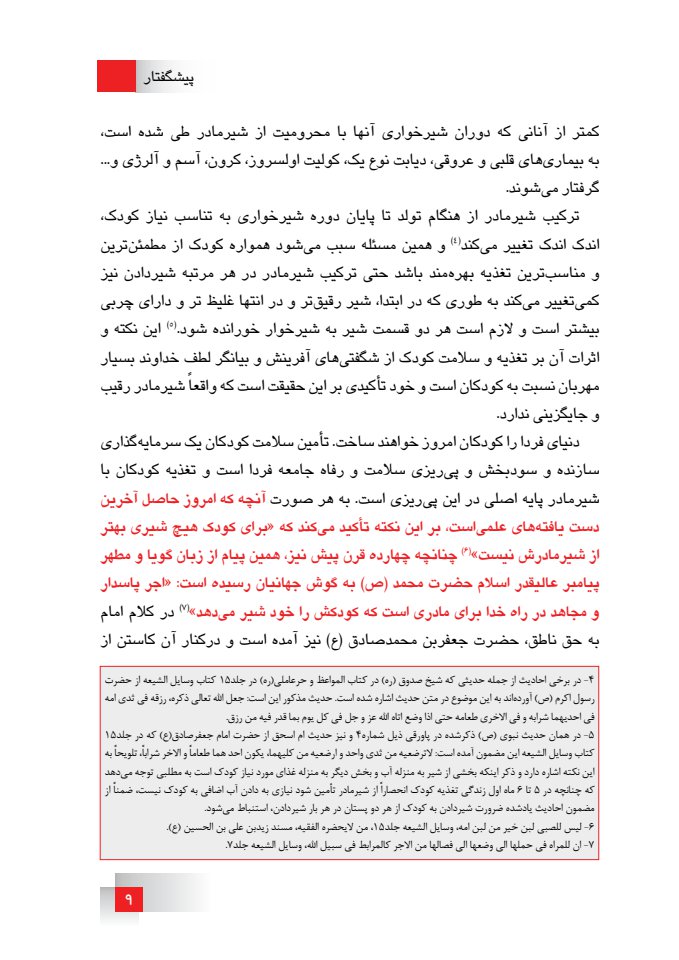 پیشگفتار
کمتر از آنانی که دوران شیرخواری آنها با محرومیت از شیرمادر طی شده است،
به بیماری‌های قلبی و عروقی، دیابت نوع یک، کولیت اولسروز، کرون، آسم و آلرژی و...
گرفتار می‌شوند.
ترکیب شیرمادر از هنگام تولد تا پایان دوره شیرخواری به تناسب نیاز کودک،
اندک اندک تغییر می‌کند(۴) و همین مسئله سبب می‌شود همواره کودک از مطمئن‌ترین
و مناسب‌ترین تغذیه بهره‌مند باشد حتی ترکیب شیرمادر در هر مرتبه شیردادن نیز
کمی‌تغییر می‌کند به طوری که در ابتدا، شیر رقیق‌تر و در انتها غلیظ تر و دارای چربی
بیشتر است و لازم است هر دو قسمت شیر به شیرخوار خورانده شود.(۵) این نکته و
اثرات آن بر تغذیه و سلامت کودک از شگفتی‌های آفرینش و بیانگر لطف خداوند بسیار
مهربان نسبت به کودکان است و خود تأکیدی بر این حقیقت است که واقعاً شیرمادر رقیب
و جایگزینی ندارد.
دنیای فردا را کودکان امروز خواهند ساخت. تأمین سلامت کودکان یک سرمایه‌گذاری
سازنده و سودبخش و پی‌ریزی سلامت و رفاه جامعه فردا است و تغذیه کودکان با
شیرمادر پایه اصلی در این پی‌ریزی است. به هر صورت آنچه که امروز حاصل آخرین
دست یافته‌های علمی‌است، بر این نکته تأکید می‌کند که «برای کودک هیچ شیری بهتر
از شیرمادرش نیست»(۶) چنانچه چهارده قرن پیش نیز، همین پیام از زبان گویا و مطهر
پیامبر عالیقدر اسلام حضرت محمد (ص) به گوش جهانیان رسیده است: «اجر پاسدار
و مجاهد در راه خدا برای مادری است که کودکش را خود شیر می‌دهد»(۷) در کلام امام
به حق ناطق، حضرت جعفربن محمدصادق (ع) نیز آمده است و درکنار آن کاستن از
۴- در برخی احادیث از جمله حدیثی که شیخ صدوق (ره) در کتاب المواعظ و حرعاملی(ره) در جلد۱۵ کتاب وسایل الشیعه از حضرت
رسول اکرم (ص) آورده‌اند به این موضوع در متن حدیث اشاره شده است. حدیث مذکور این است: جعل الله تعالی ذکره، رزقه فی ثدی امه
فی احدیهما شرابه و فی الاخری طعامه حتی اذا وضع اتاه الله عز و جل فی کل یوم بما قدر فیه من رزق.
۵- در همان حدیث نبوی (ص) ذکرشده در پاورقی ذیل شماره۴ و نیز حدیث ام اسحق از حضرت امام جعفرصادق(ع) که در جلد۱۵
کتاب وسایل الشیعه این مضمون آمده است: لاترضعیه من ثدی واحد و ارضعیه من کلیهما، یکون احد هما طعاماً و الاخر شراباً، تلویحاً به
این نکته اشاره دارد و ذکر اینکه بخشی از شیر به منزله آب و بخش دیگر به منزله غذای مورد نیاز کودک است به مطلبی توجه می‌دهد
که چنانچه در ۵ تا ۶ ماه اول زندگی تغذیه کودک انحصاراً از شیرمادر تأمین شود نیازی به دادن آب اضافی به کودک نیست، ضمناً از
مضمون احادیث یادشده ضرورت شیردادن به کودک از هر دو پستان در هر بار شیردادن، استنباط می‌شود.
۶- لیس للصبی لبن خیر من لبن امه، وسایل الشیعه جلد۱۵، من لایحضره الفقیه، مسند زیدبن علی بن الحسین (ع).
۷- ان للمراه فی حملها الی وضعها الی فصالها من الاجر کالمرابط فی سبیل الله، وسایل الشیعه جلد۷.
۹